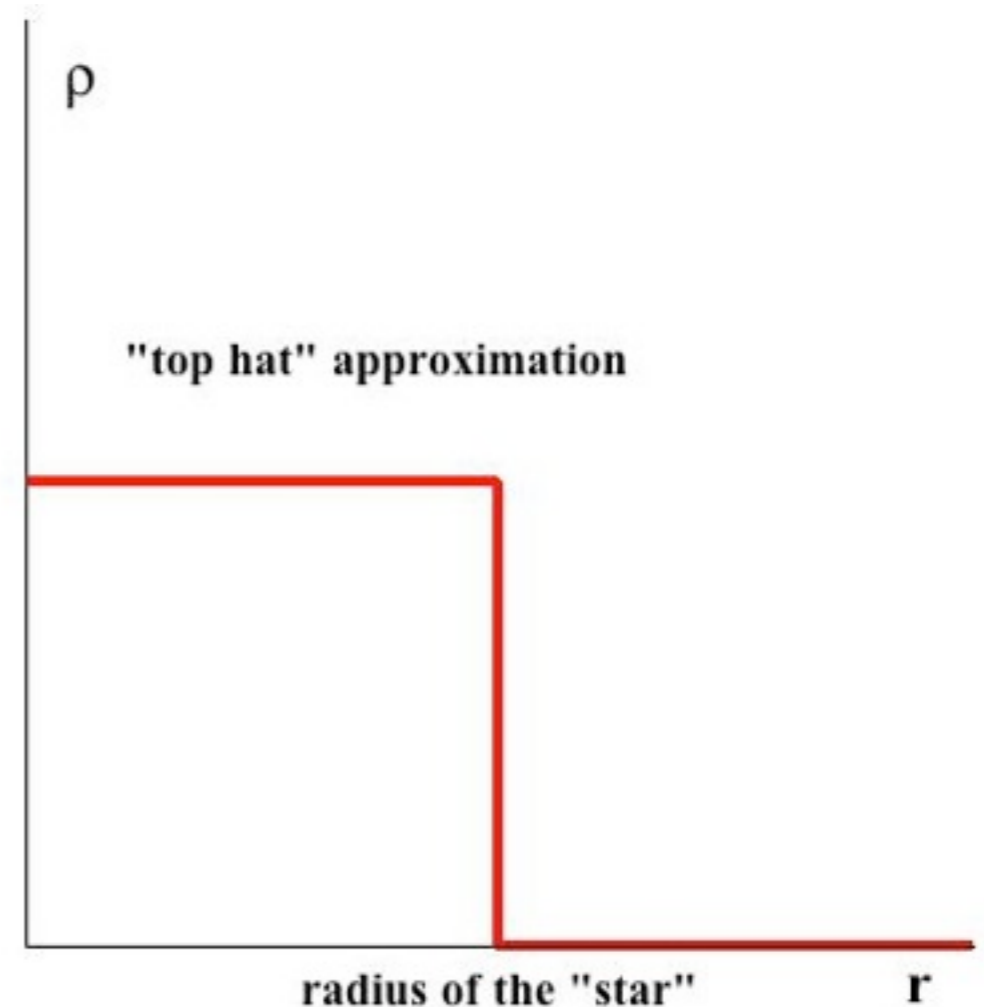 ρ
"top hat" approximation
radius of the "star"
r